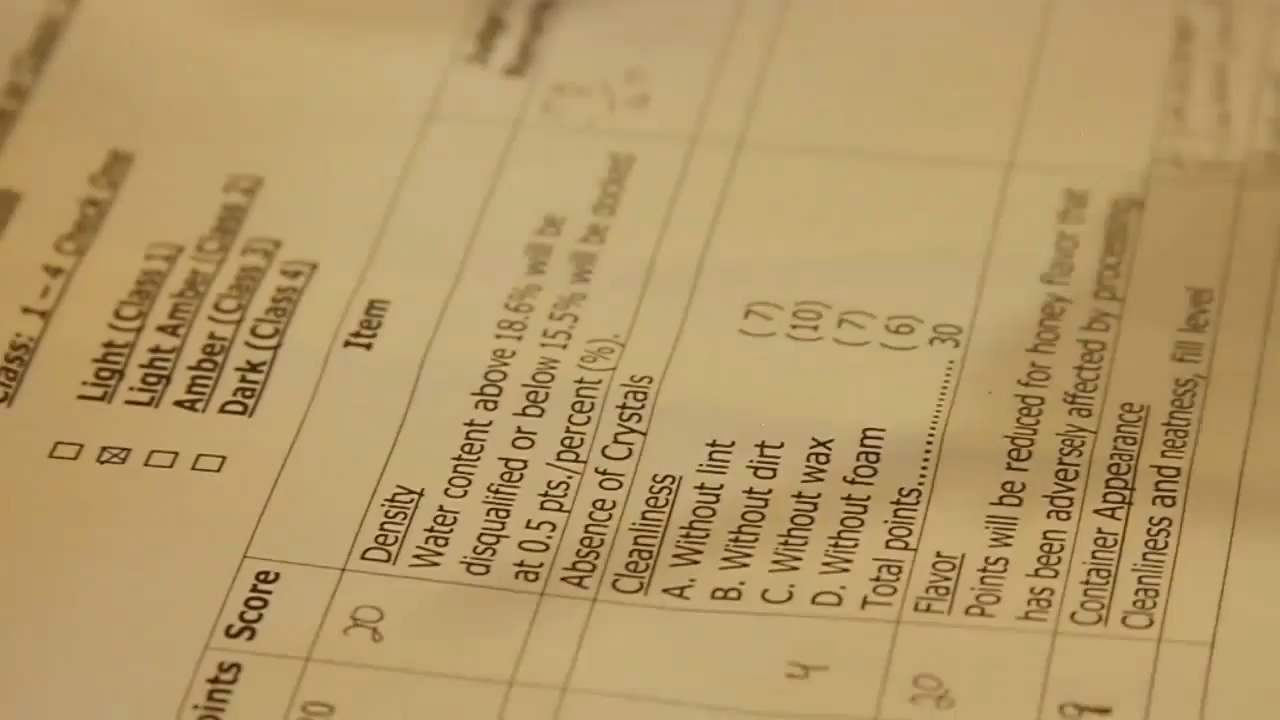 Class: 1 – 4 Check One
☐ Light (Class 1)
☒ Light Amber (Class 2)
☐ Amber (Class 3)
☐ Dark (Class 4)
Score Item
20 Density
Water content above 18.6% will be
disqualified or below 15.5% will be docked
at 0.5 pts./percent (%).
Absence of Crystals
Cleanliness
A. Without lint (7)
B. Without dirt (10)
4 C. Without wax (7)
D. Without foam (6)
Total points.................. 30
20 Flavor
Points will be reduced for honey flavor that
has been adversely affected by processing
9 Container Appearance
Cleanliness and neatness, fill level